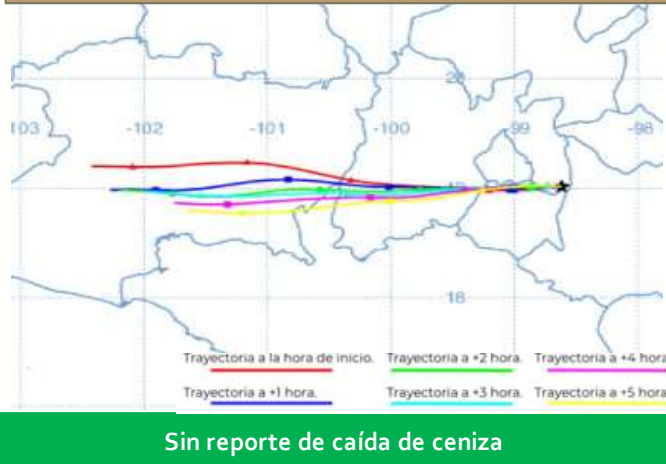 20
103 -102 -101 -100 -99 -98
18
Trayectoria a la hora de inicio. Trayectoria a +2 hora. Trayectoria a +4 hora
Trayectoria a +1 hora. Trayectoria a +3 hora. Trayectoria a +5 hora
Sin reporte de caída de ceniza